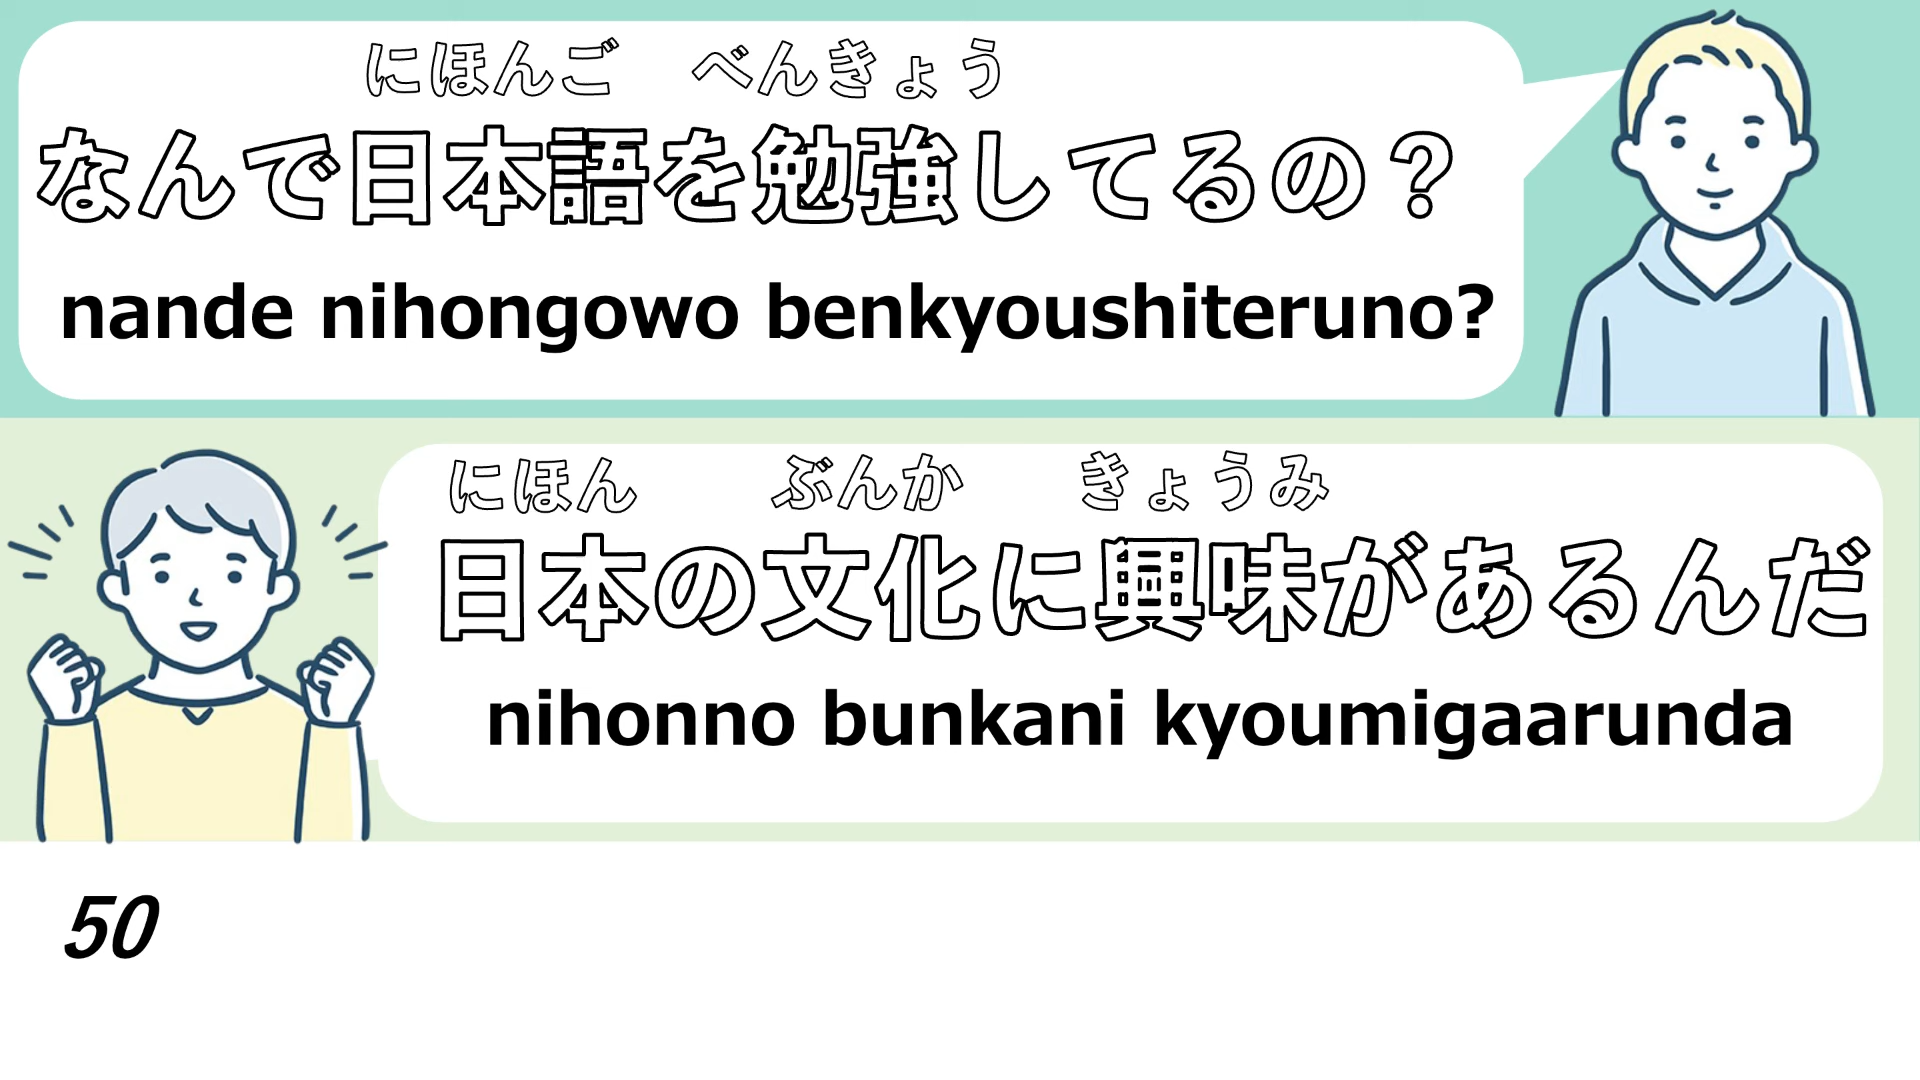 にほんご べんきょう
なんで日本語を勉強してるの？
nande nihongowo benkyoushiteruno?
にほん ぶんか きょうみ
日本の文化に興味があるんだ
nihonno bunkani kyoumigaarunda
50